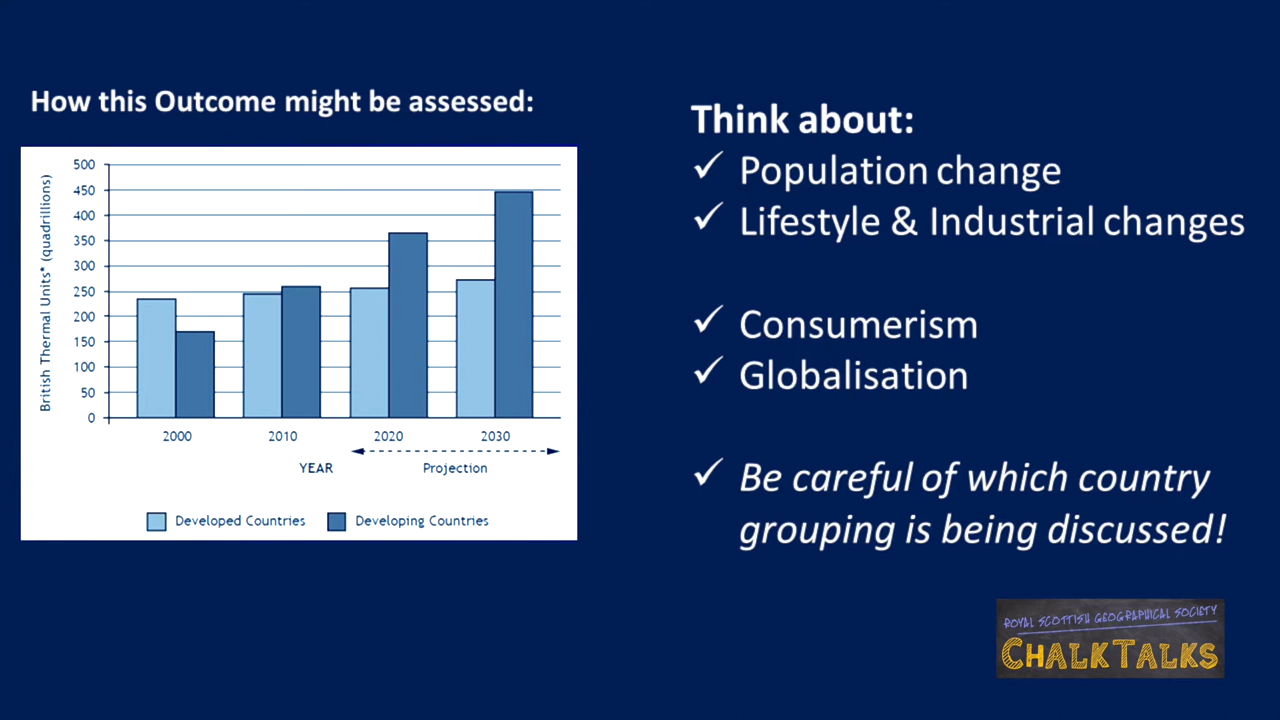 How this Outcome might be assessed:
British Thermal Units* (quadrillions)
500
450
400
350
300
250
200
150
100
50
0
2000 2010 2020 2030
YEAR Projection
Developed Countries Developing Countries
Think about:
✓ Population change
✓ Lifestyle & Industrial changes
✓ Consumerism
✓ Globalisation
✓ Be careful of which country
grouping is being discussed!
ROYAL SCOTTISH GEOGRAPHICAL SOCIETY
CHALKTALKS